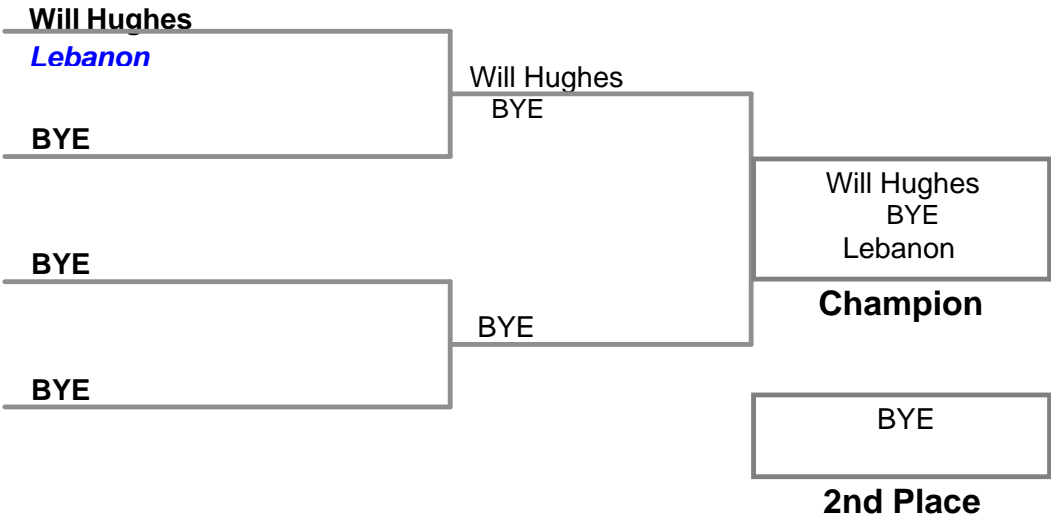 Will Hughes
Lebanon
BYE
BYE
BYE
Will Hughes
BYE
BYE
Will Hughes
BYE
Lebanon
Champion
BYE
2nd Place